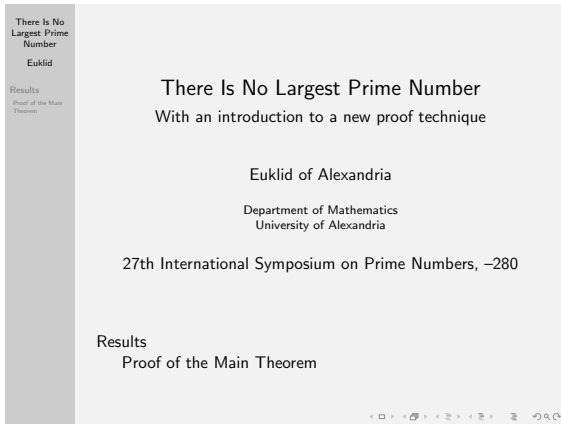 There Is No
Largest Prime
Number
Euklid
Results
Proof of the Main
Theorem
There Is No Largest Prime Number
With an introduction to a new proof technique
Euklid of Alexandria
Department of Mathematics
University of Alexandria
27th International Symposium on Prime Numbers, –280
Results
Proof of the Main Theorem